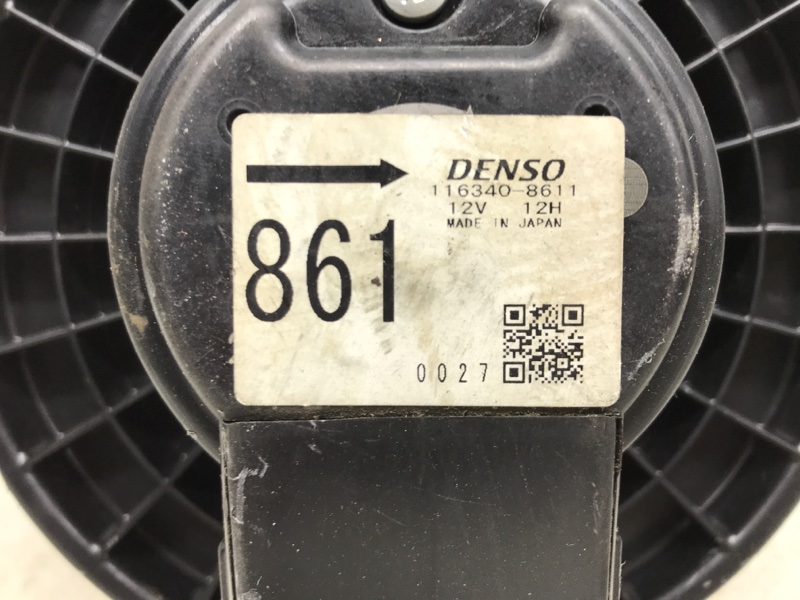 DENSO
116340-8611
12V 12H
MADE IN JAPAN
861
0027